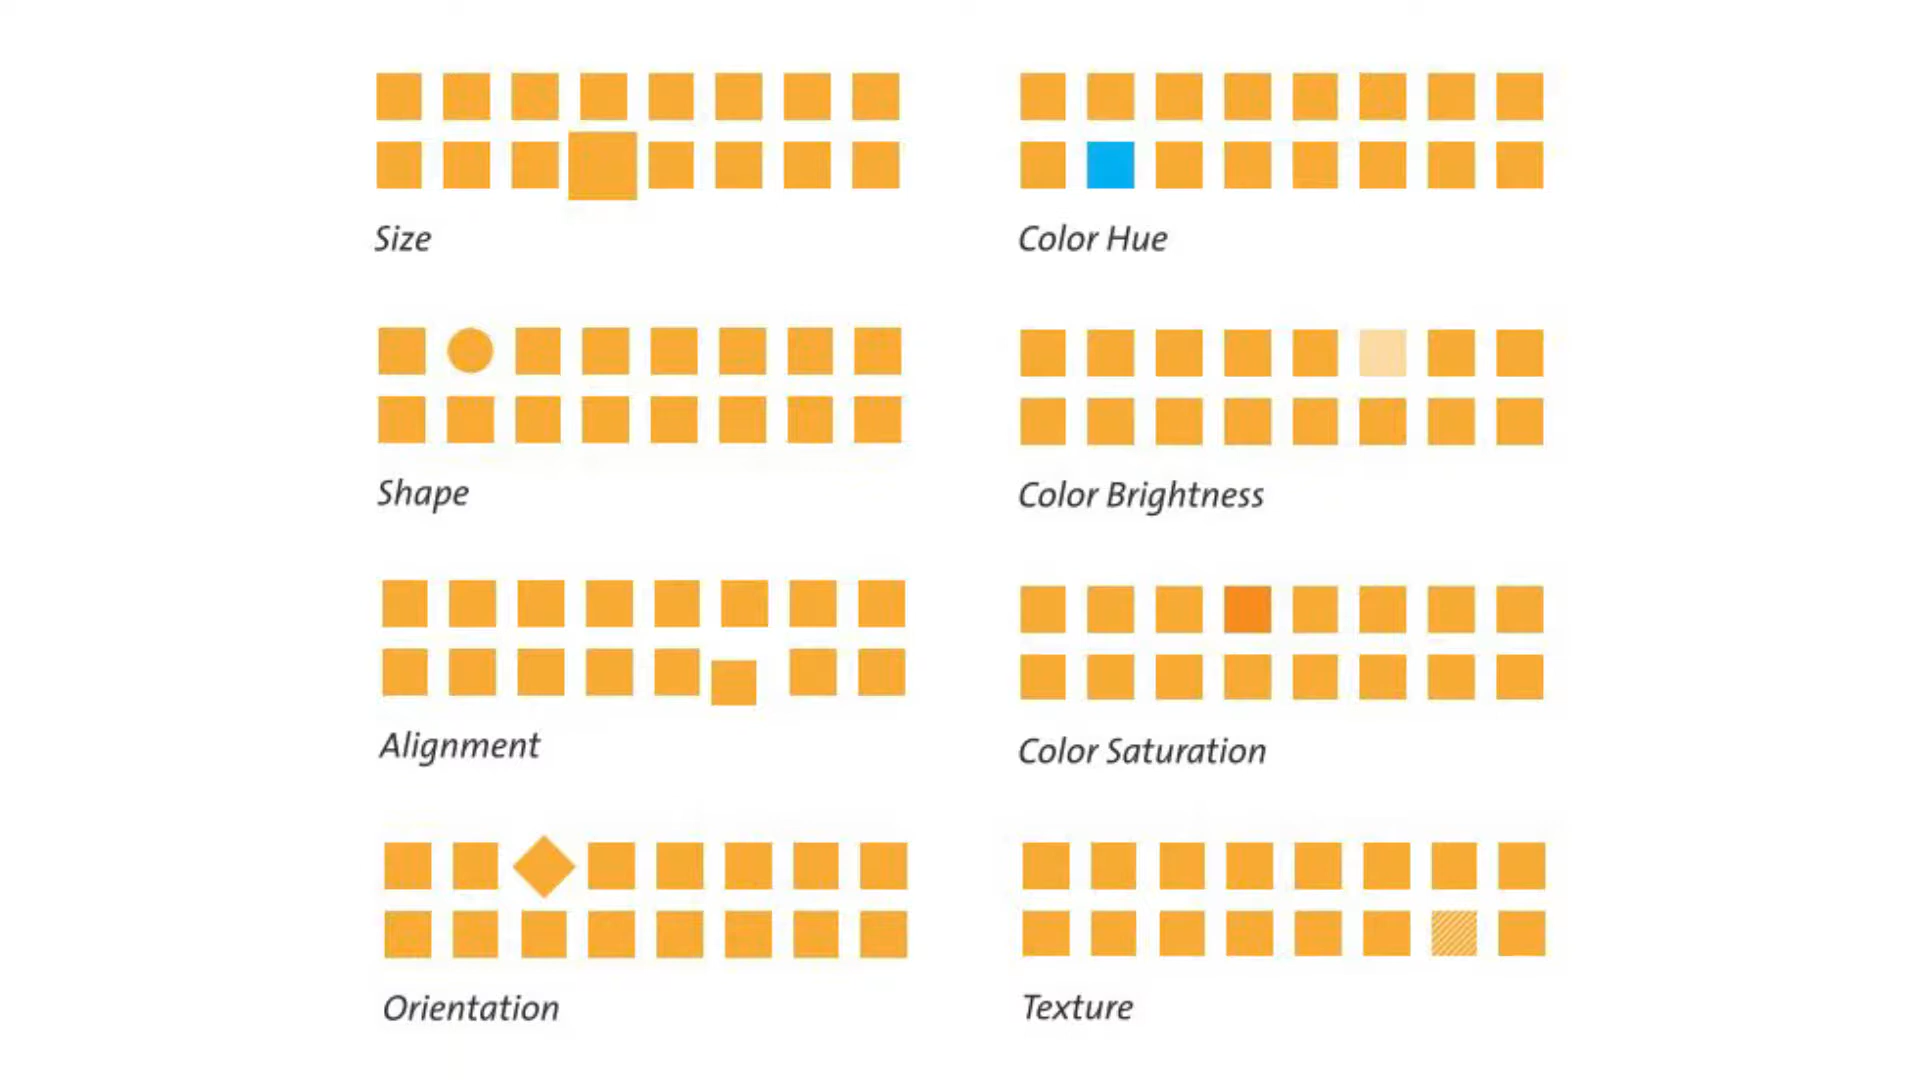 Size
Color Hue
Shape
Color Brightness
Alignment
Color Saturation
Orientation
Texture